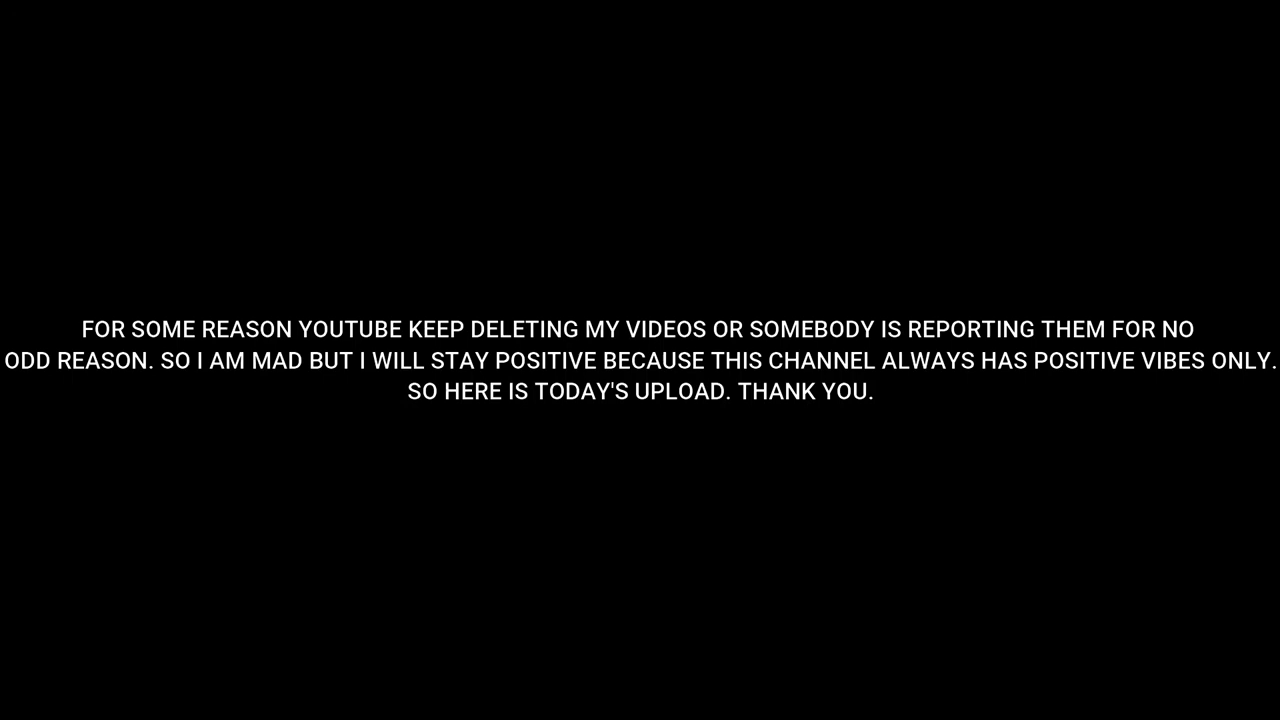 FOR SOME REASON YOUTUBE KEEP DELETING MY VIDEOS OR SOMEBODY IS REPORTING THEM FOR NO
ODD REASON. SO I AM MAD BUT I WILL STAY POSITIVE BECAUSE THIS CHANNEL ALWAYS HAS POSITIVE VIBES ONLY.
SO HERE IS TODAY'S UPLOAD. THANK YOU.